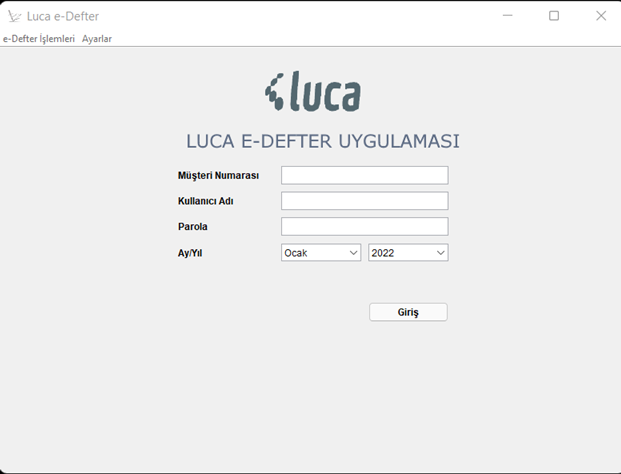 Luca e-Defter
e-Defter İşlemleri Ayarlar
luca
LUCA E-DEFTER UYGULAMASI
Müşteri Numarası
Kullanıcı Adı
Parola
Ay/Yıl Ocak 2022
Giriş